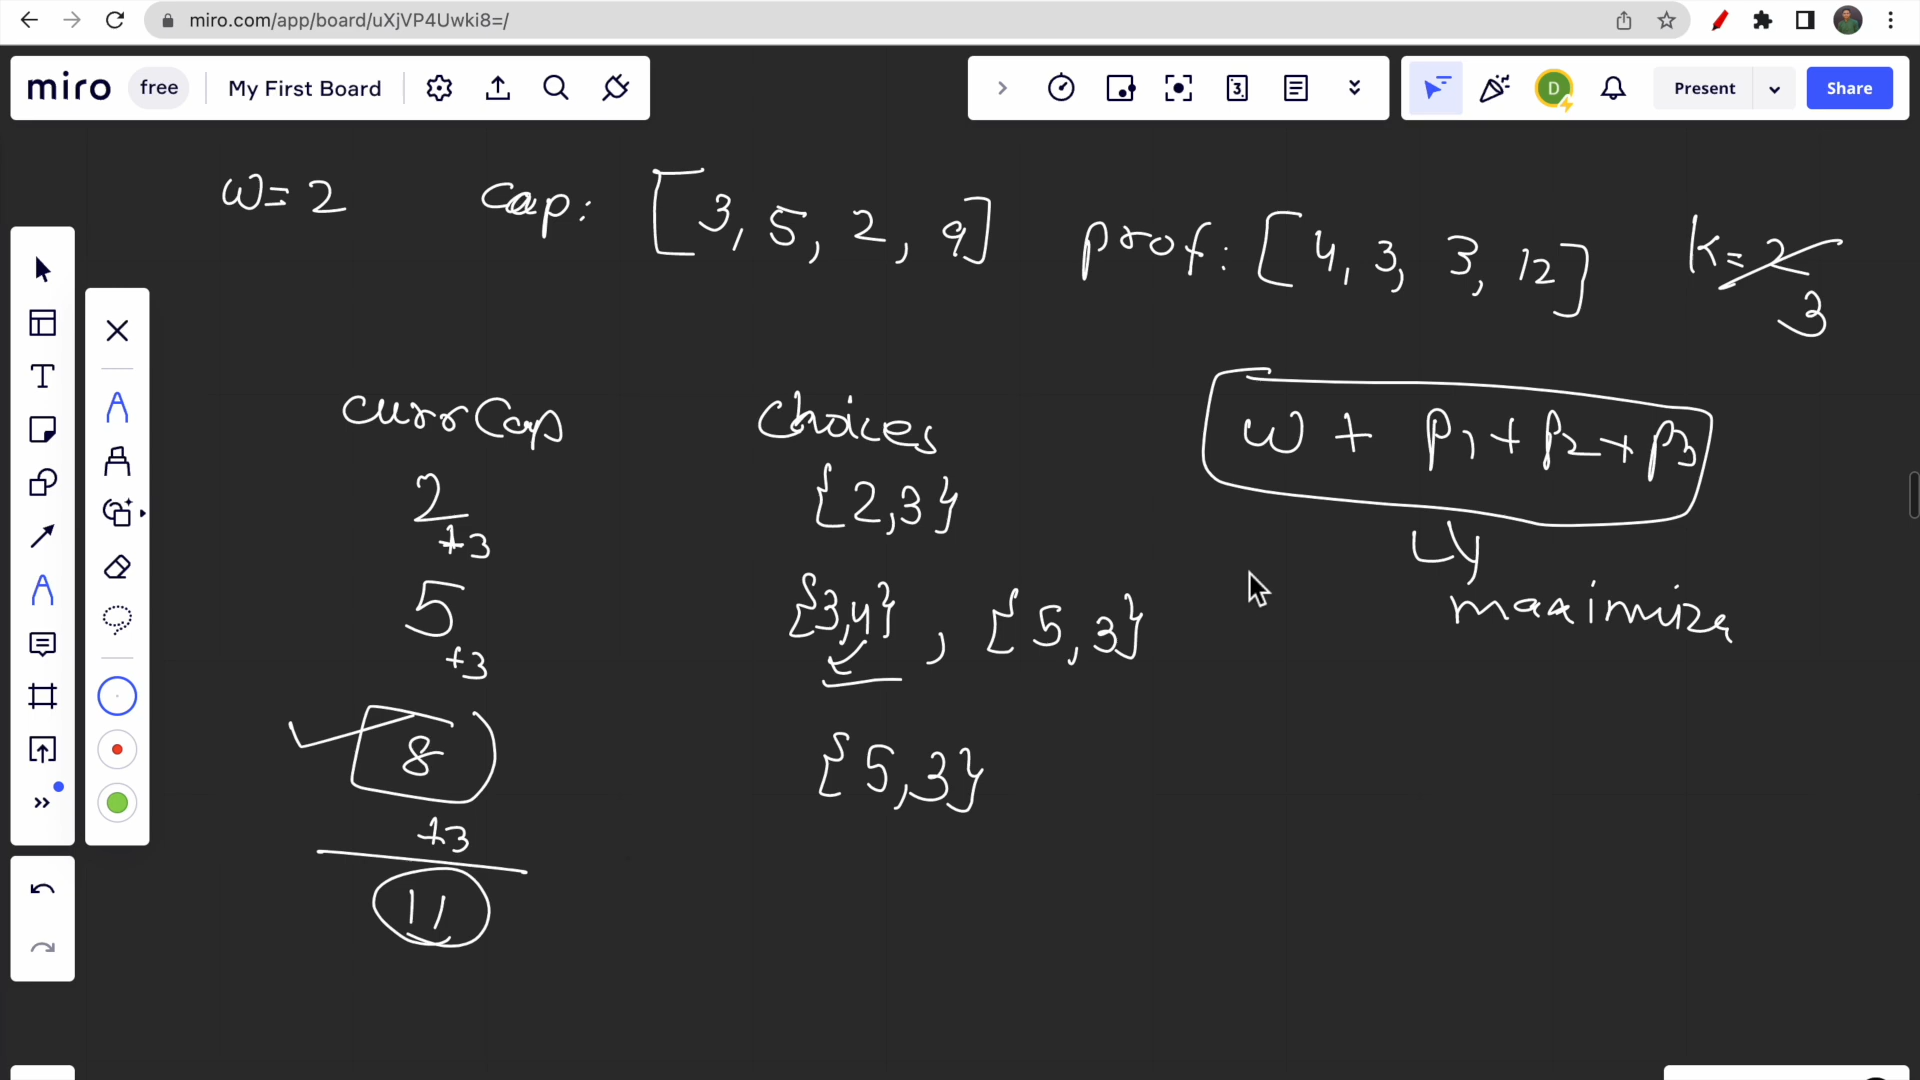 miro.com/app/board/uXjVP4Uwki8=/
miro free My First Board
D Present Share
w=2 cap: [3, 5, 2, 9] prof: [4, 3, 3, 12] K=2
3
currCap choices w + p1+p2+p3
2 {2,3}
+3
maximize
5 {3,4} , {5,3}
+3
8 {5,3}
+3
11